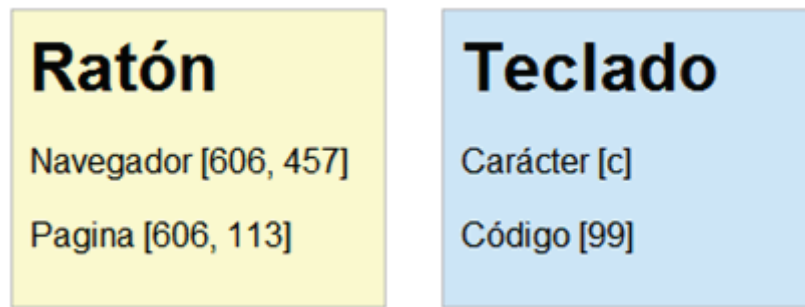 Ratón
Navegador [606, 457]
Pagina [606, 113]
Teclado
Carácter [c]
Código [99]